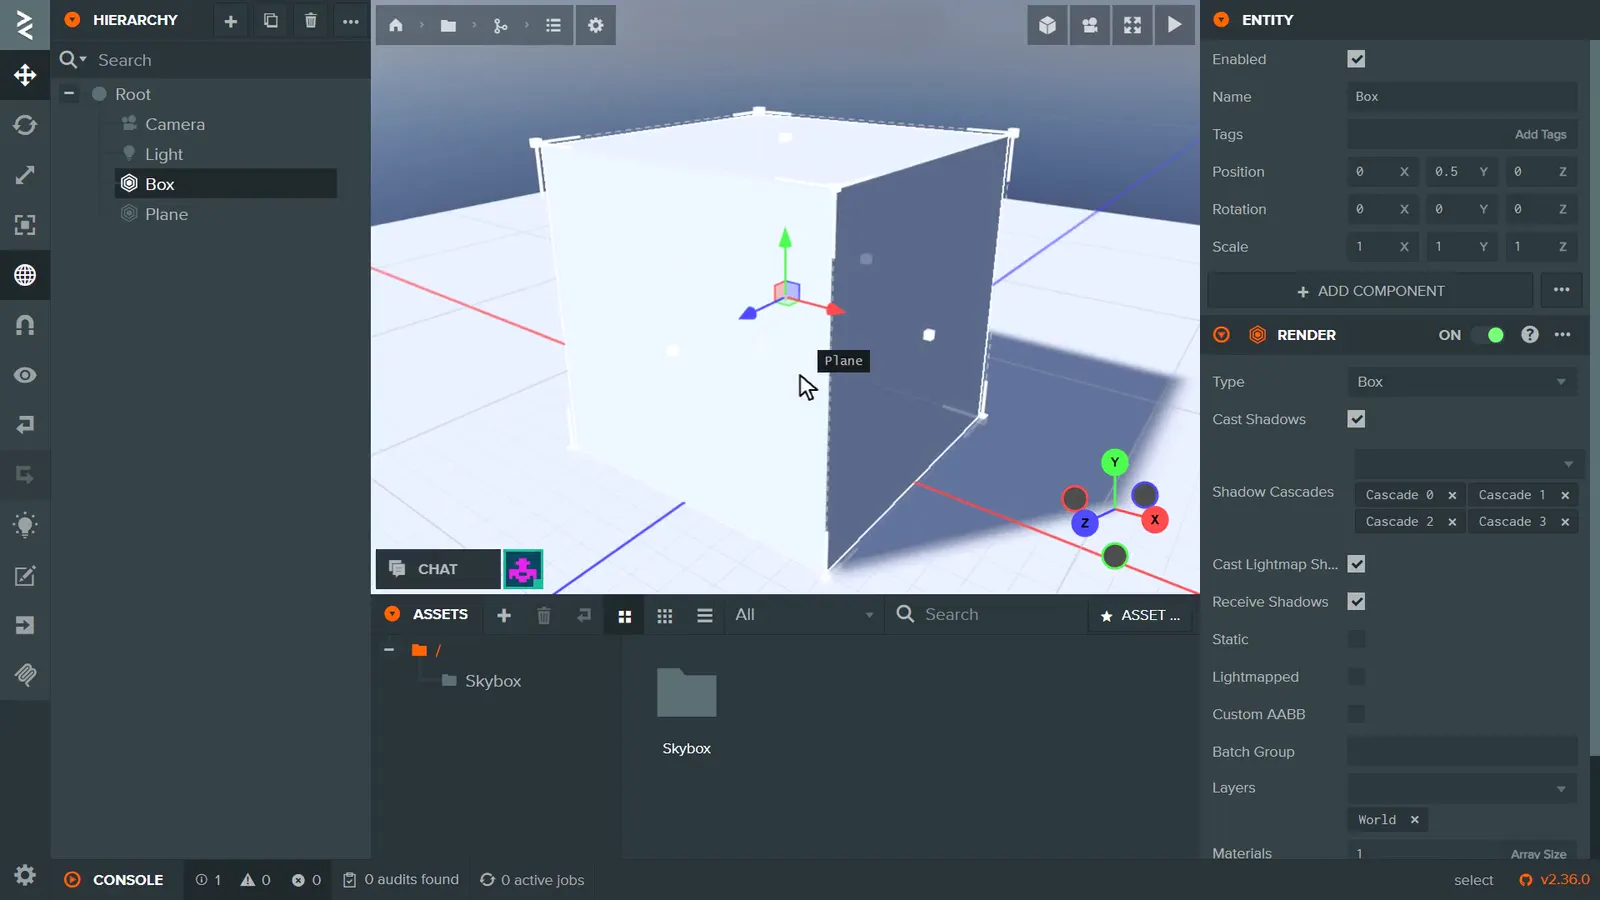 HIERARCHY
Search
Root
Camera
Light
Box
Plane
Plane
Y
Z
X
CHAT
ASSETS
All
Search
ASSET ...
/
Skybox
Skybox
ENTITY
Enabled
Name
Box
Tags
Add Tags
Position
0 X 0.5 Y 0 Z
Rotation
0 X 0 Y 0 Z
Scale
1 X 1 Y 1 Z
ADD COMPONENT
RENDER
ON
Type
Box
Cast Shadows
Shadow Cascades
Cascade 0 Cascade 1
Cascade 2 Cascade 3
Cast Lightmap Sh...
Receive Shadows
Static
Lightmapped
Custom AABB
Batch Group
Layers
World
Materials
1
Array Size
CONSOLE
1 0 0
0 audits found
0 active jobs
select
v2.36.0